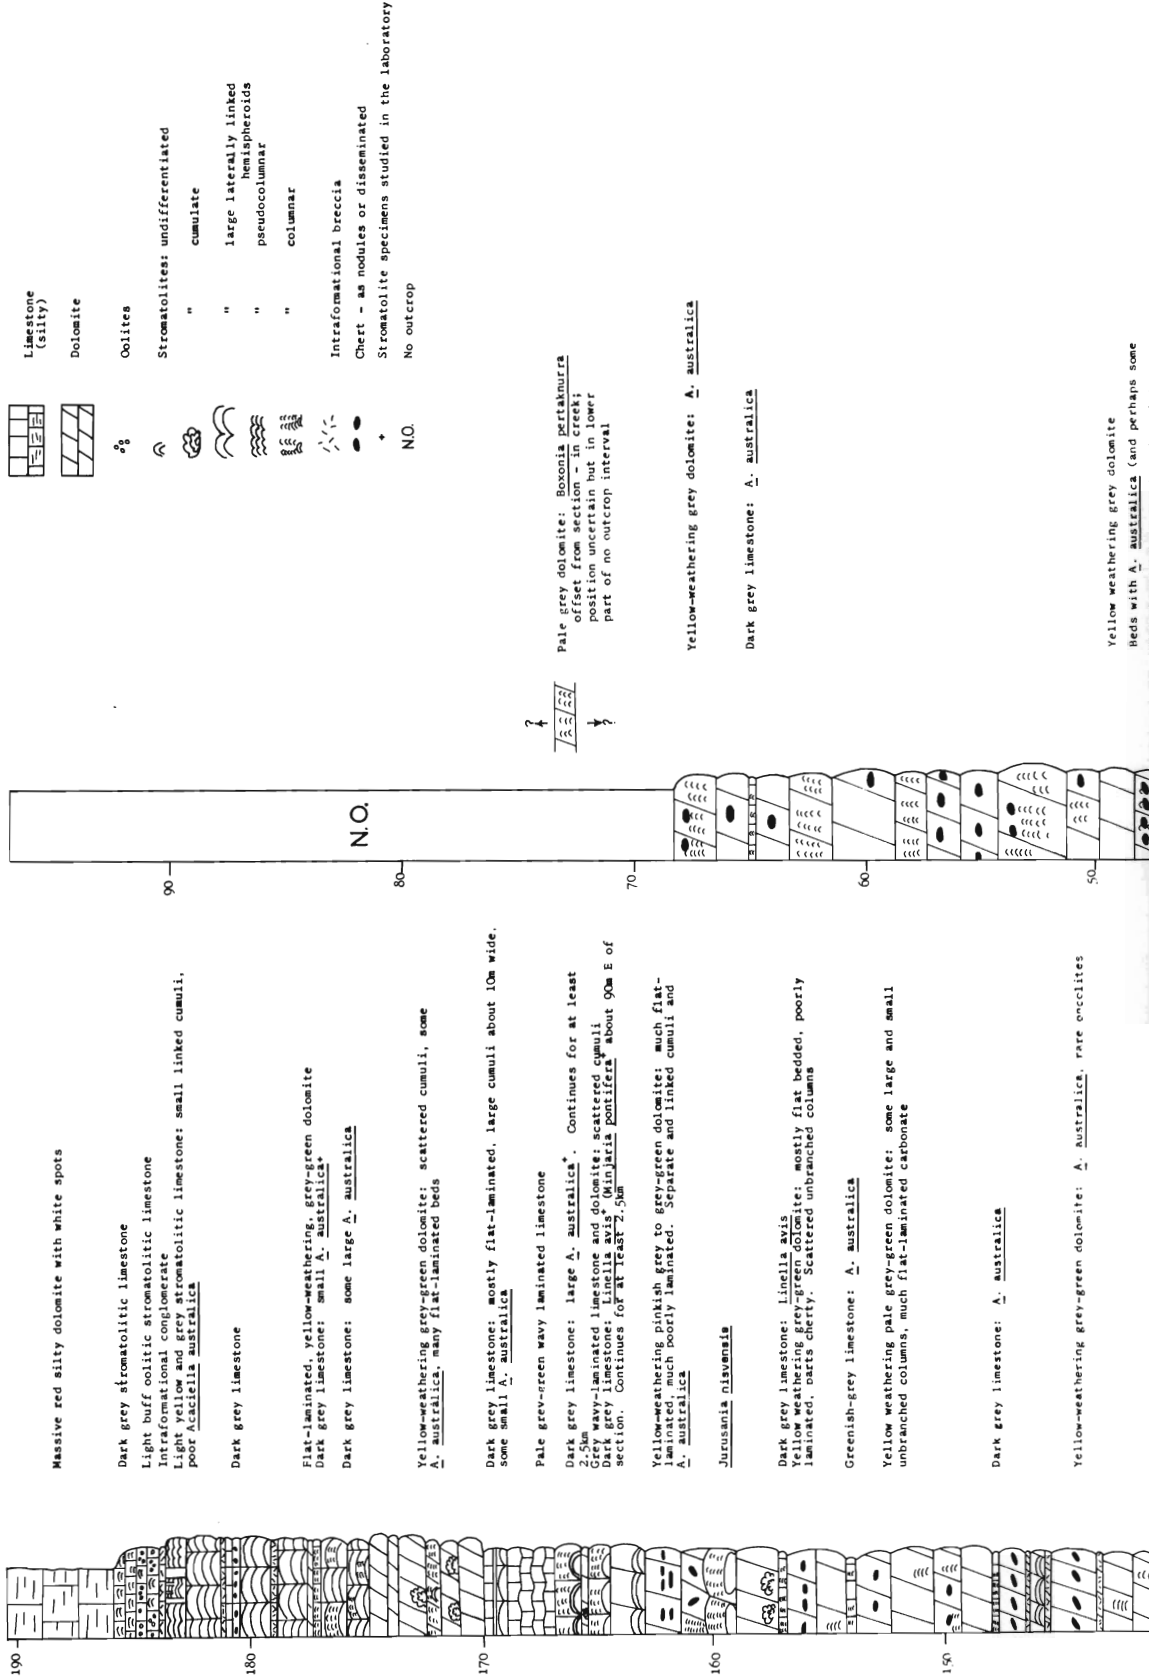 Limestone
(silty)
Dolomite
Oolites
Stromatolites: undifferentiated
" cumulate
" large laterally linked
hemispheroids
" pseudocolumnar
" columnar
Intraformational breccia
Chert - as nodules or disseminated
+ Stromatolite specimens studied in the laboratory
N.O. No outcrop
N.O.
90
80
70
60
50
?
?
Pale grey dolomite: Boxonia pertaknurra
offset from section - in creek;
position uncertain but in lower
part of no outcrop interval
Yellow-weathering grey dolomite: A. australica
Dark grey limestone: A. australica
Yellow weathering grey dolomite
Beds with A. australica (and perhaps some
190
180
170
160
150
Massive red silty dolomite with white spots
Dark grey stromatolitic limestone
Light buff oolitic stromatolitic limestone
Intraformational conglomerate
Light yellow and grey stromatolitic limestone: small linked cumuli,
poor Acaciella australica
Dark grey limestone
Flat-laminated, yellow-weathering, grey-green dolomite
Dark grey limestone: small A. australica+
Dark grey limestone: some large A. australica
Yellow-weathering grey-green dolomite: scattered cumuli, some
A. australica, many flat-laminated beds
Dark grey limestone: mostly flat-laminated, large cumuli about 10m wide,
some small A. australica
Pale grey-green wavy laminated limestone
Dark grey limestone: large A. australica+. Continues for at least
2.5km
Grey wavy-laminated limestone and dolomite: scattered cumuli
Dark grey limestone: Linella avis+ (Minjaria pontifera+ about 90m E of
section. Continues for at least 2.5km
Yellow-weathering pinkish grey to grey-green dolomite: much flat-
laminated, much poorly laminated. Separate and linked cumuli and
A. australica
Jurusania nisvensis
Dark grey limestone: Linella avis
Yellow weathering grey-green dolomite: mostly flat bedded, poorly
laminated, parts cherty. Scattered unbranched columns
Greenish-grey limestone: A. australica
Yellow weathering pale grey-green dolomite: some large and small
unbranched columns, much flat-laminated carbonate
Dark grey limestone: A. australica
Yellow-weathering grey-green dolomite: A. australica, rare oncolites